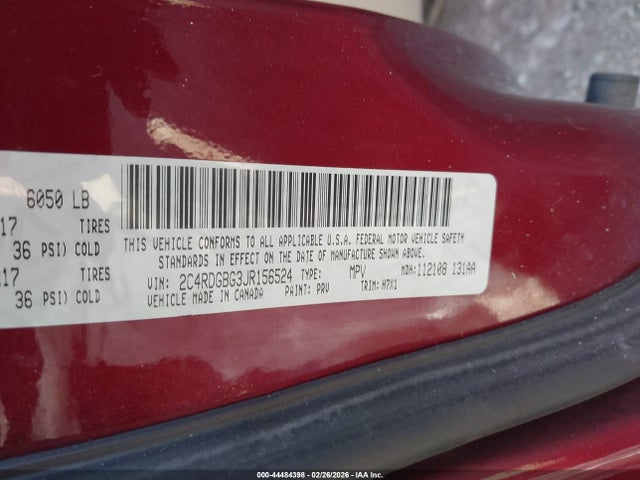 6050 LB
17 TIRES
36 PSI) COLD
17 TIRES
36 PSI) COLD
THIS VEHICLE CONFORMS TO ALL APPLICABLE U.S.A. FEDERAL MOTOR VEHICLE SAFETY
STANDARDS IN EFFECT ON THE DATE OF MANUFACTURE SHOWN ABOVE.
VIN: 2C4RDGBG3JR156524 TYPE: MPV MDH: 112108 131AA
VEHICLE MADE IN CANADA PAINT: PRV TRIM: H7X1
000-44484398 - 02/26/2026 - IAA Inc.